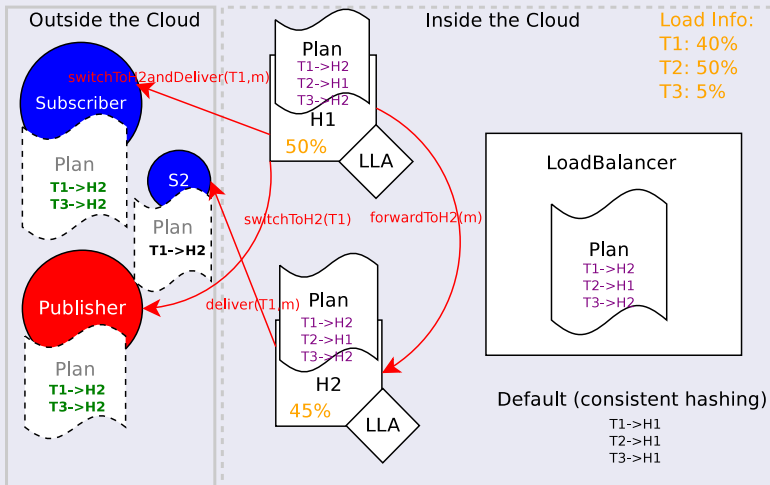 Outside the Cloud
Inside the Cloud
Load Info:
T1: 40%
T2: 50%
T3: 5%
switchToH2andDeliver(T1,m)
Subscriber
Plan
T1->H2
T3->H2
S2
Plan
T1->H2
Publisher
Plan
T1->H2
T3->H2
Plan
T1->H2
T2->H1
T3->H2
H1
50%
LLA
switchToH2(T1)
forwardToH2(m)
deliver(T1,m)
Plan
T1->H2
T2->H1
T3->H2
H2
45%
LLA
LoadBalancer
Plan
T1->H2
T2->H1
T3->H2
Default (consistent hashing)
T1->H1
T2->H1
T3->H1